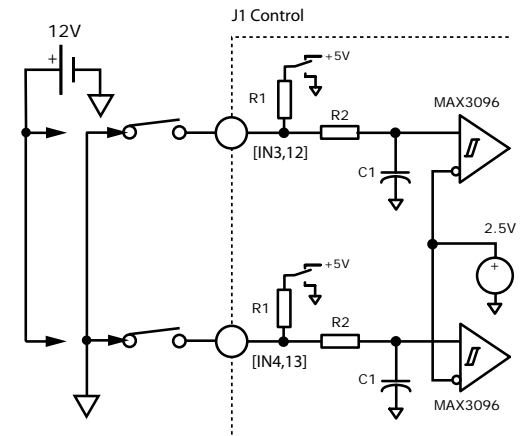 J1 Control
12V
+
+5V
R1
MAX3096
R2
[IN3,12]
C1
2.5V
+
+5V
R1
R2
[IN4,13]
C1
MAX3096